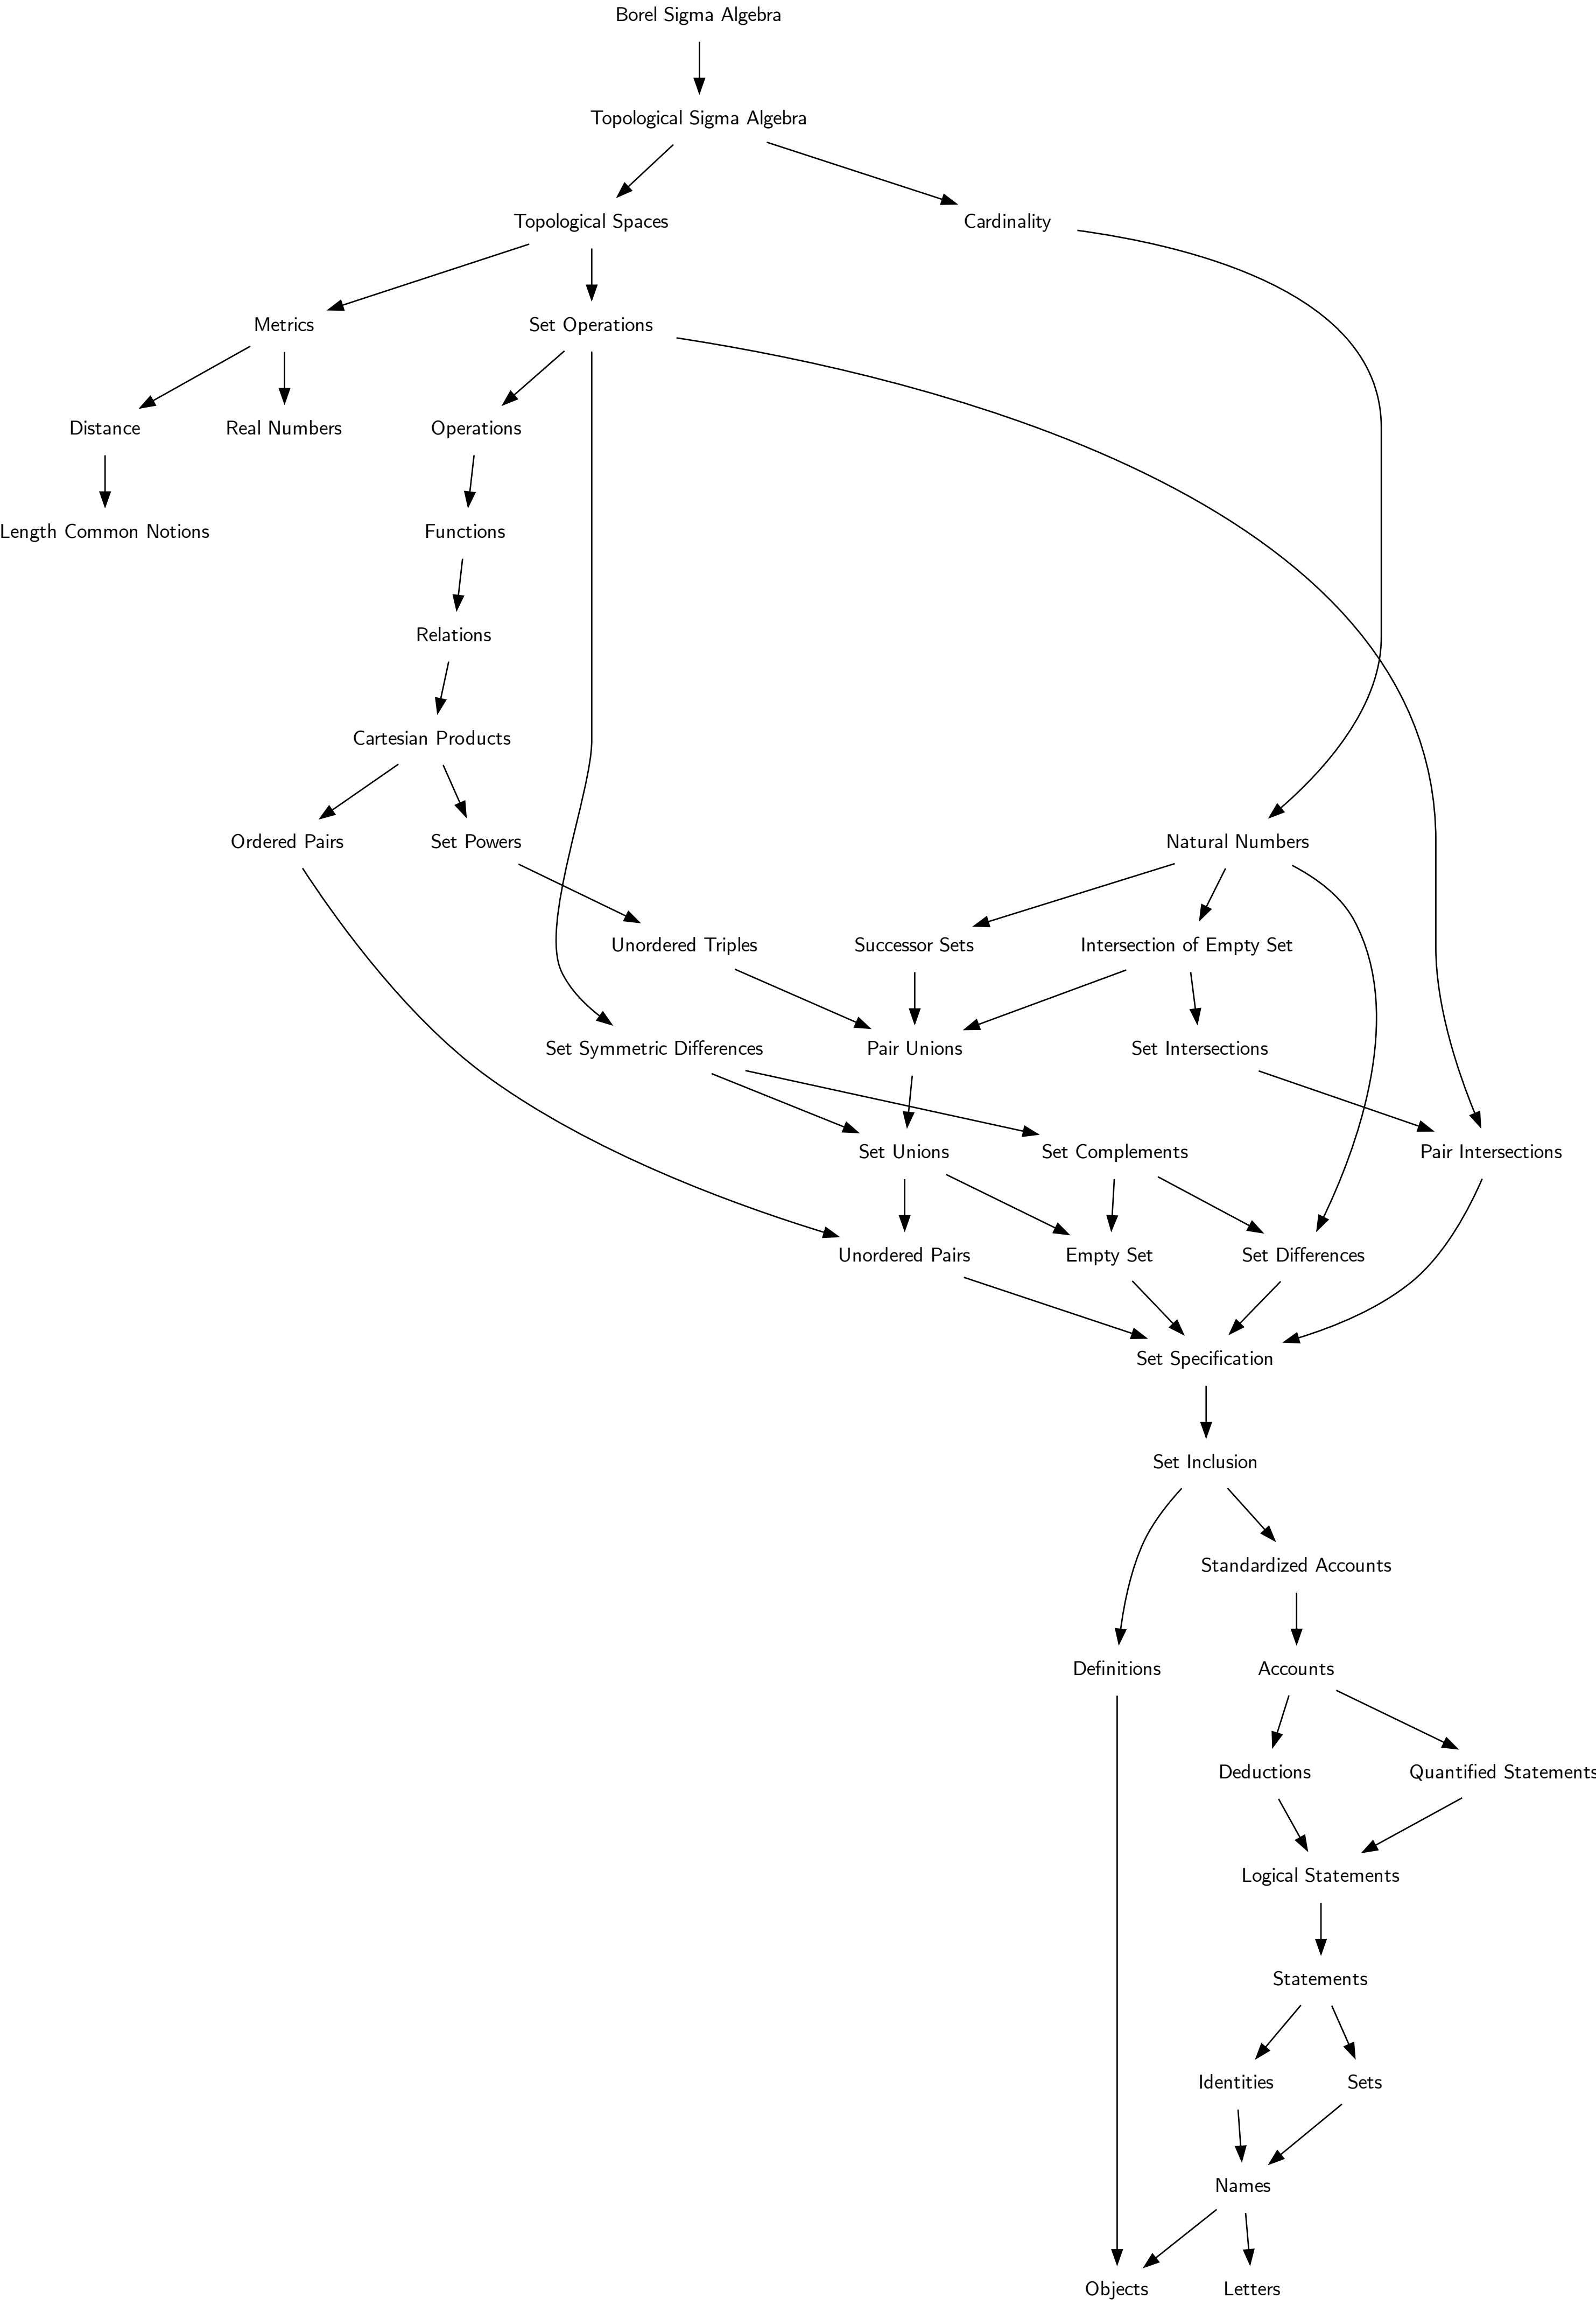 Borel Sigma Algebra
Topological Sigma Algebra
Topological Spaces
Cardinality
Metrics
Set Operations
Distance
Real Numbers
Operations
Length Common Notions
Functions
Relations
Cartesian Products
Ordered Pairs
Set Powers
Natural Numbers
Unordered Triples
Successor Sets
Intersection of Empty Set
Set Symmetric Differences
Pair Unions
Set Intersections
Set Unions
Set Complements
Pair Intersections
Unordered Pairs
Empty Set
Set Differences
Set Specification
Set Inclusion
Standardized Accounts
Definitions
Accounts
Deductions
Quantified Statements
Logical Statements
Statements
Identities
Sets
Names
Objects
Letters